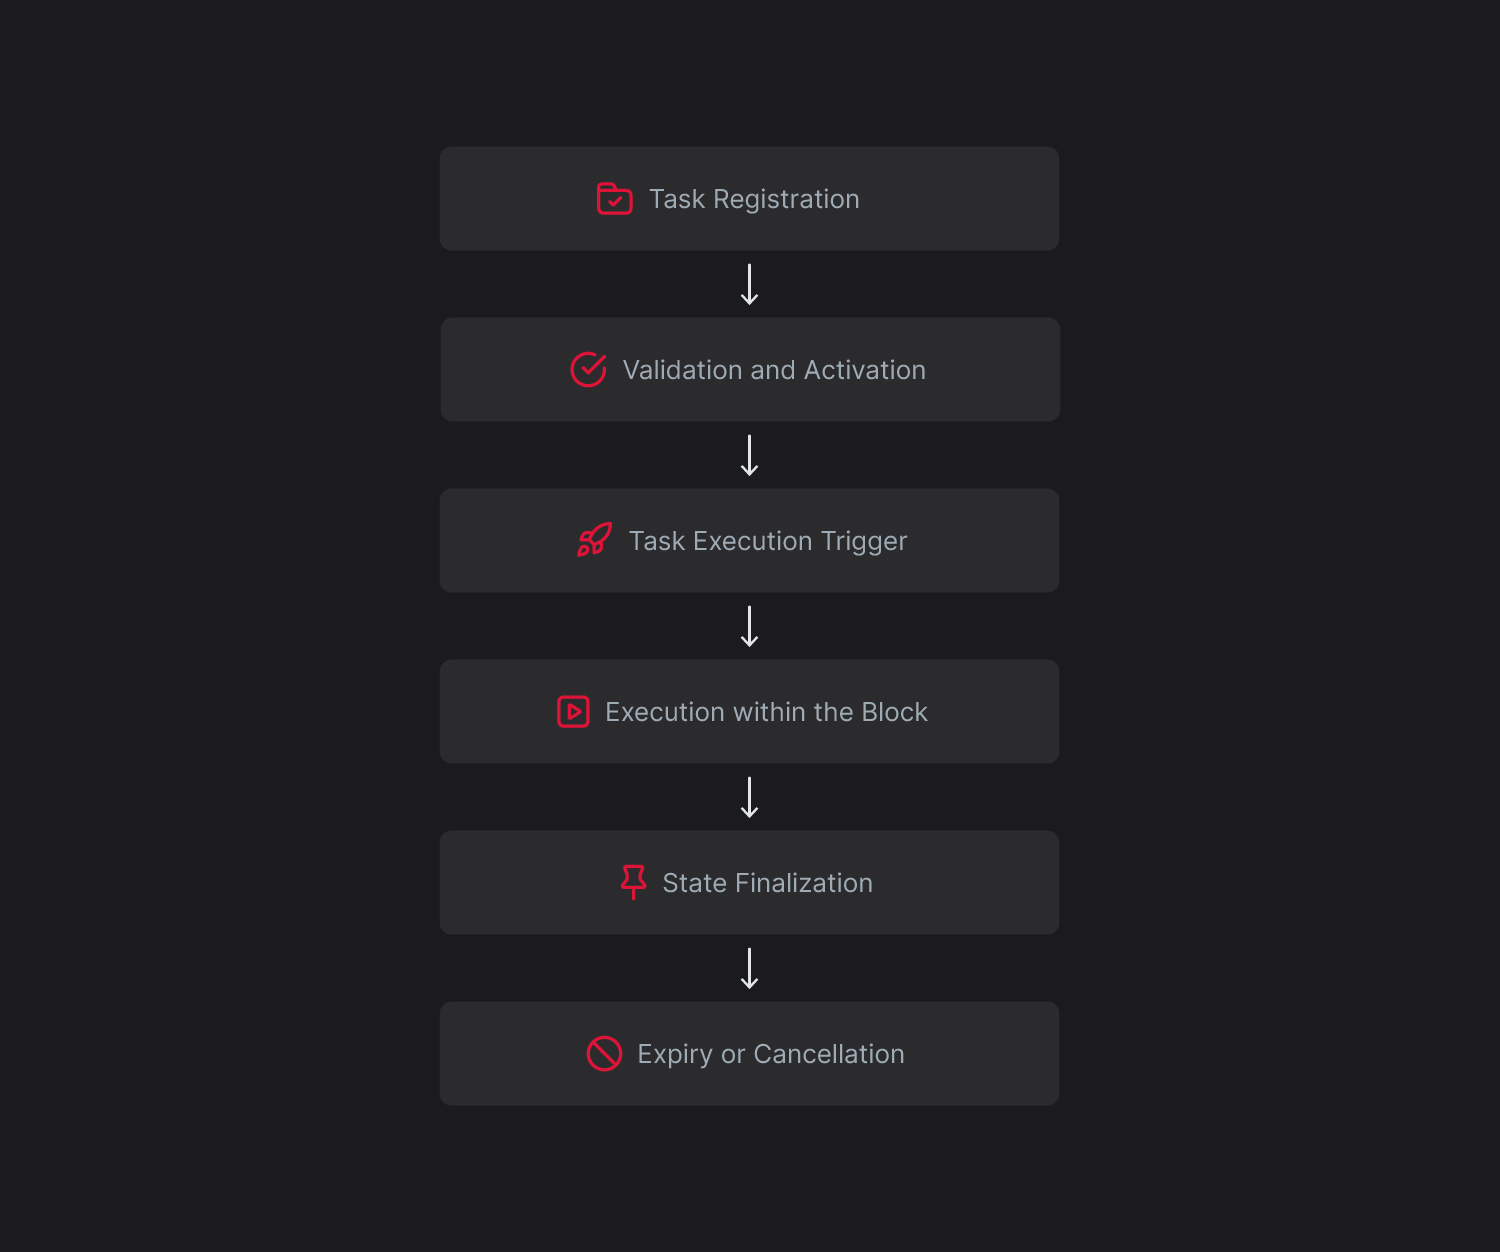 Task Registration
Validation and Activation
Task Execution Trigger
Execution within the Block
State Finalization
Expiry or Cancellation